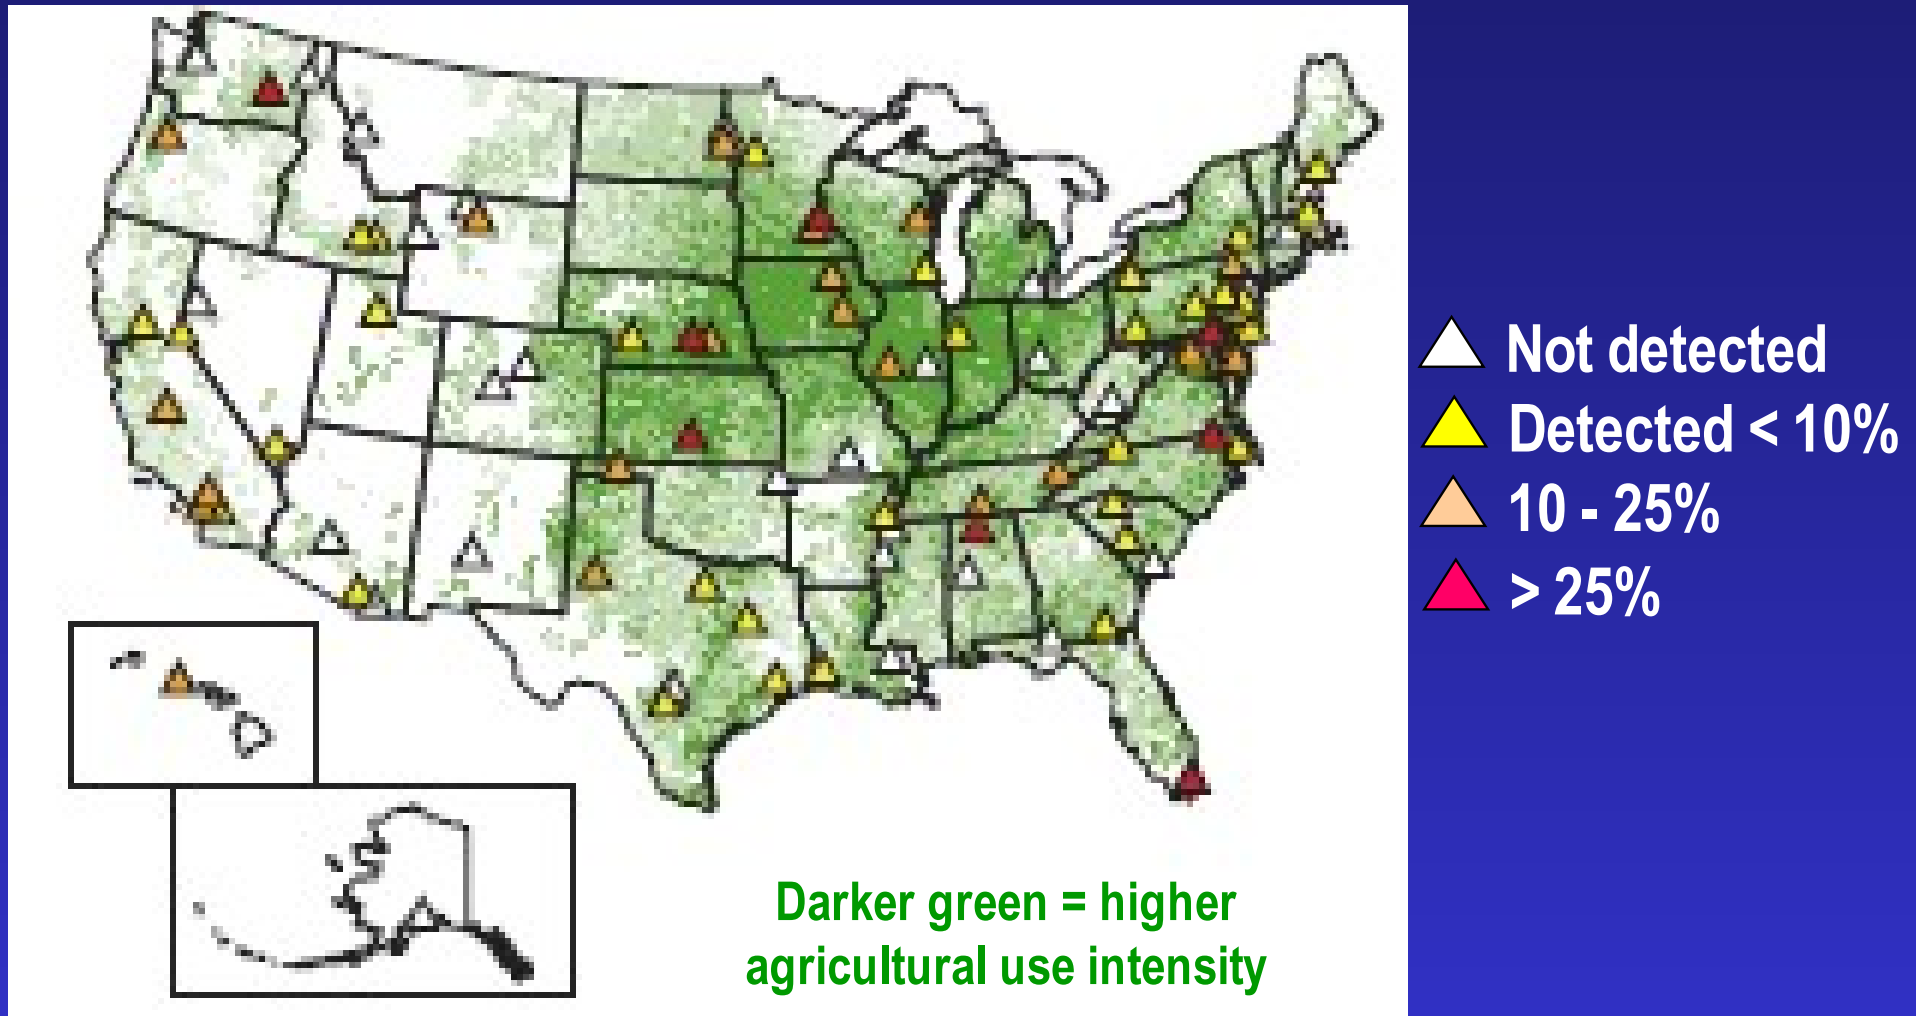 Not detected
Detected < 10%
10 - 25%
> 25%
Darker green = higher
agricultural use intensity